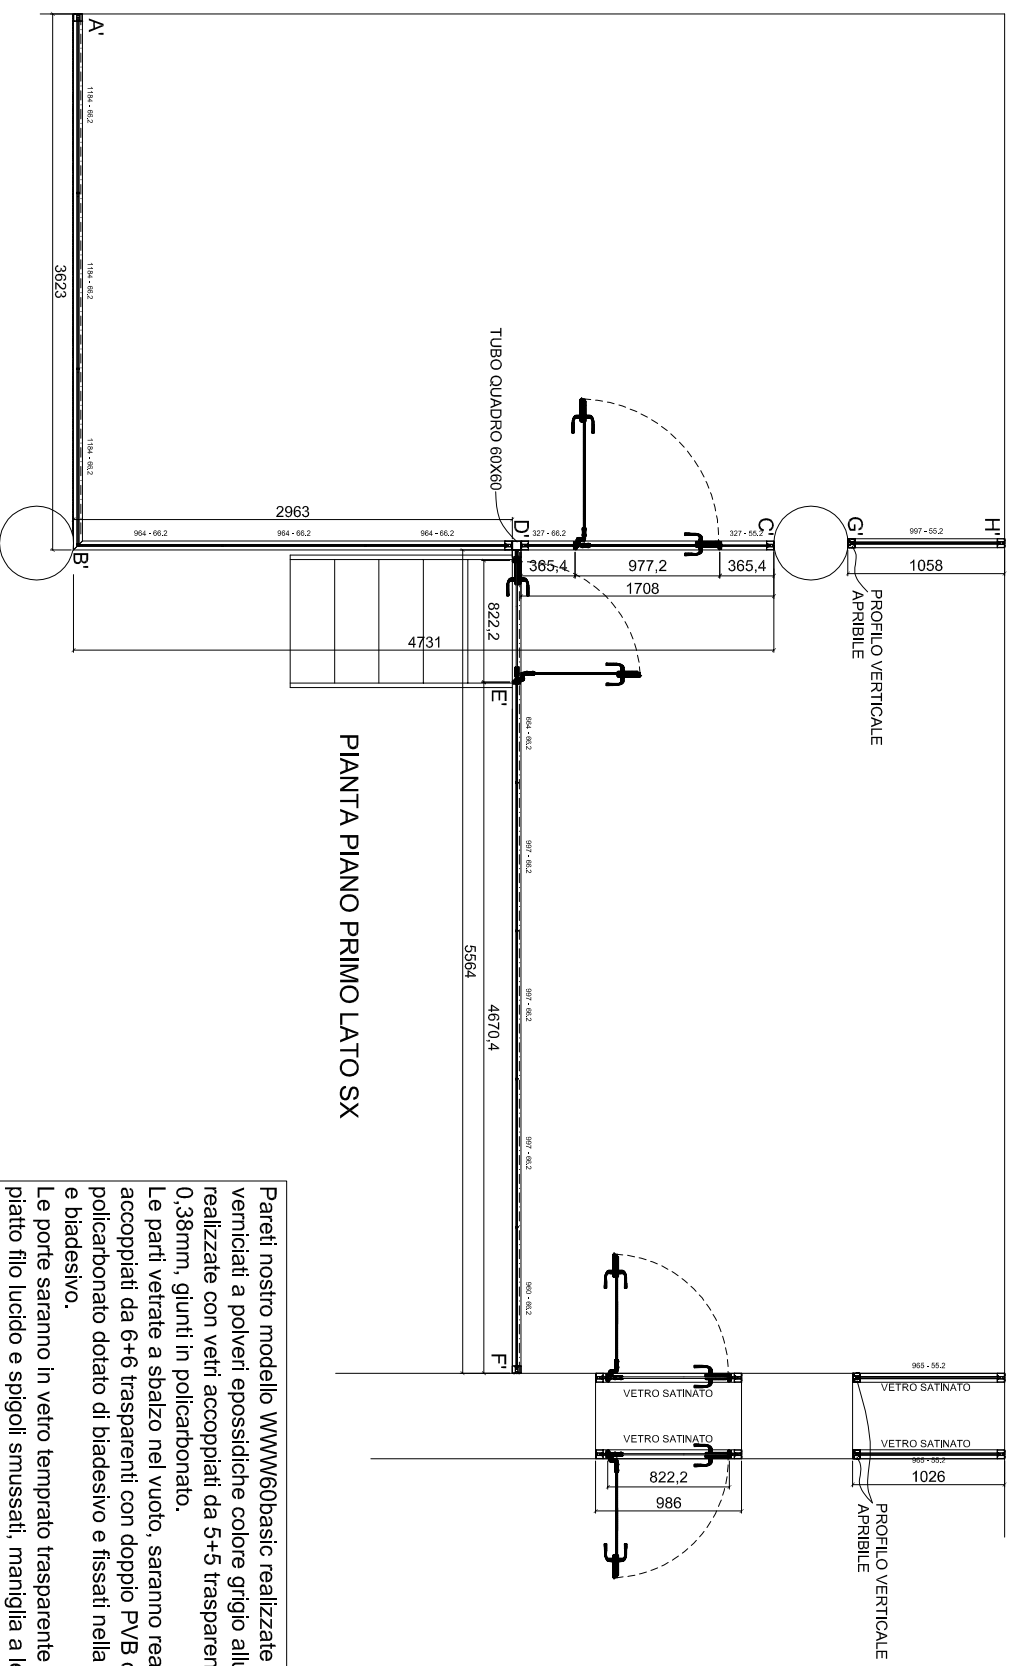 A'
1184 - 66.2
1184 - 66.2
1184 - 66.2
3623
B'
2963
964 - 66.2
964 - 66.2
964 - 66.2
TUBO QUADRO 60X60
D'
327 - 66.2
327 - 55.2
C'
G'
997 - 55.2
H'
365,4
977,2
365,4
1708
4731
1058
PROFILO VERTICALE
APRIBILE
822,2
E'
664 - 66.2
997 - 66.2
997 - 66.2
997 - 66.2
960 - 66.2
4670,4
5564
F'
PIANTA PIANO PRIMO LATO SX
VETRO SATINATO
VETRO SATINATO
822,2
986
965 - 55.2
VETRO SATINATO
VETRO SATINATO
965 - 55.2
1026
PROFILO VERTICALE
APRIBILE
Pareti nostro modello WWW60basic realizzate
verniciati a polveri epossidiche colore grigio allu
realizzate con vetri accoppiati da 5+5 trasparen
0,38mm, giunti in policarbonato.
Le parti vetrate a sbalzo nel vuoto, saranno rea
accoppiati da 6+6 trasparenti con doppio PVB
policarbonato dotato di biadesivo e fissati nella
e biadesivo.
Le porte saranno in vetro temprato trasparente
piatto filo lucido e spigoli smussati, maniglia a